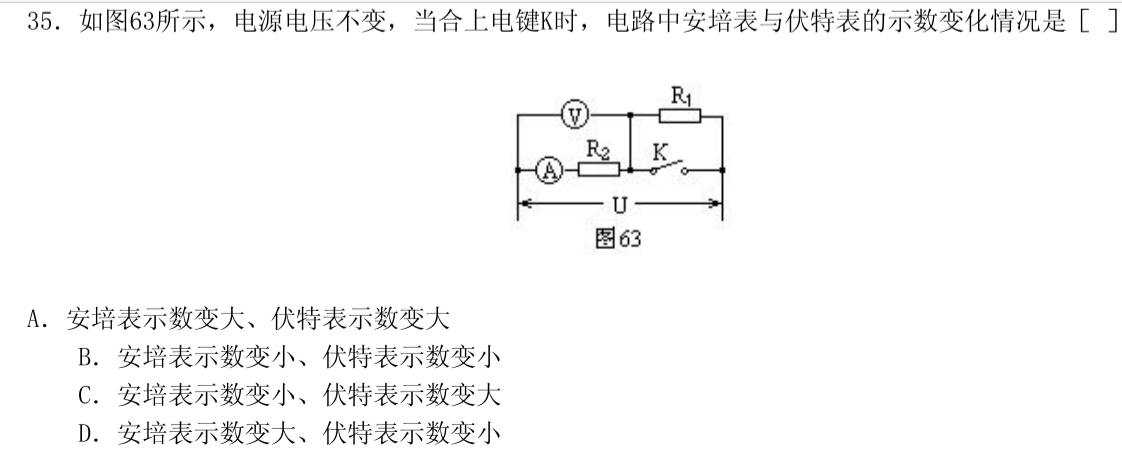 35．如图63所示，电源电压不变，当合上电键K时，电路中安培表与伏特表的示数变化情况是［ ］
R1
V
R2
K
A
U
图63
A．安培表示数变大、伏特表示数变大
B．安培表示数变小、伏特表示数变小
C．安培表示数变小、伏特表示数变大
D．安培表示数变大、伏特表示数变小